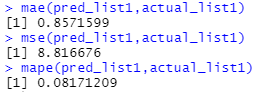 > mae(pred_list1,actual_list1)
[1] 0.8571599
> mse(pred_list1,actual_list1)
[1] 8.816676
> mape(pred_list1,actual_list1)
[1] 0.08171209